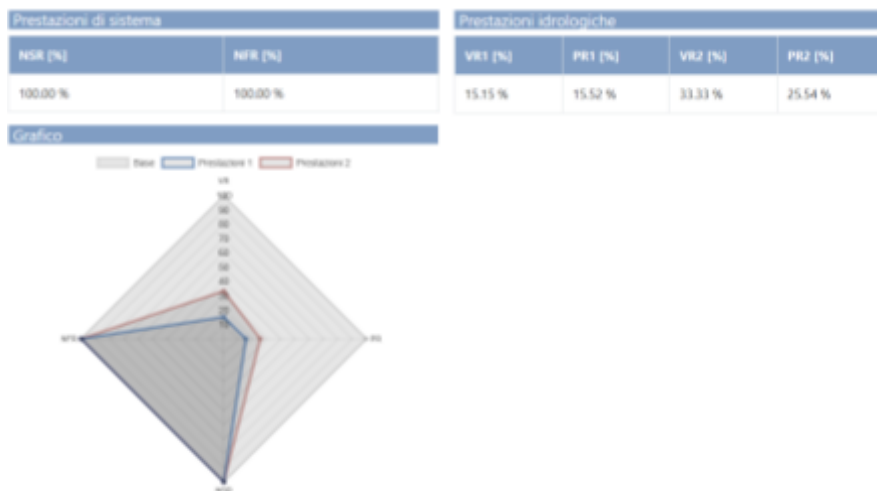 Prestazioni di sistema
NSR [%] NFR [%]
100.00 % 100.00 %
Prestazioni idrologiche
VR1 [%] PR1 [%] VR2 [%] PR2 [%]
15.15 % 15.52 % 33.33 % 25.54 %
Grafico
Base Prestazioni 1 Prestazioni 2
VR
100
90
80
70
60
50
40
30
20
10
NFR PR